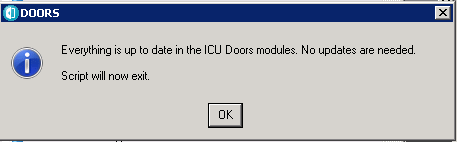 DOORS
Everything is up to date in the ICU Doors modules. No updates are needed.
Script will now exit.
OK